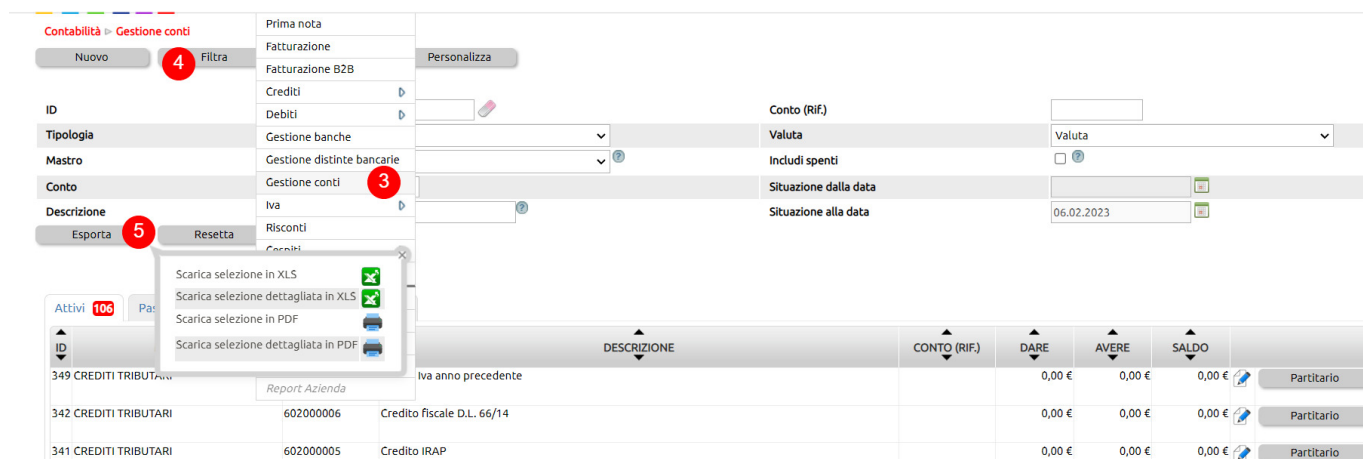 Contabilità ▷ Gestione conti
Nuovo
4
Filtra
Personalizza
Prima nota
Fatturazione
Fatturazione B2B
Crediti
Debiti
Gestione banche
Gestione distinte bancarie
Gestione conti
3
Iva
Risconti
Cespiti
Report Azienda
ID
Conto (Rif.)
Tipologia
Valuta
Valuta
Mastro
?
Includi spenti
?
Conto
Situazione dalla data
Descrizione
?
Situazione alla data
06.02.2023
Esporta
5
Resetta
Scarica selezione in XLS
Scarica selezione dettagliata in XLS
Scarica selezione in PDF
Scarica selezione dettagliata in PDF
Attivi 106
Pas
ID DESCRIZIONE CONTO (RIF.) DARE AVERE SALDO
349 CREDITI TRIBUTARI Iva anno precedente 0,00 € 0,00 € 0,00 € Partitario
342 CREDITI TRIBUTARI 602000006 Credito fiscale D.L. 66/14 0,00 € 0,00 € 0,00 € Partitario
341 CREDITI TRIBUTARI 602000005 Credito IRAP 0,00 € 0,00 € 0,00 € Partitario